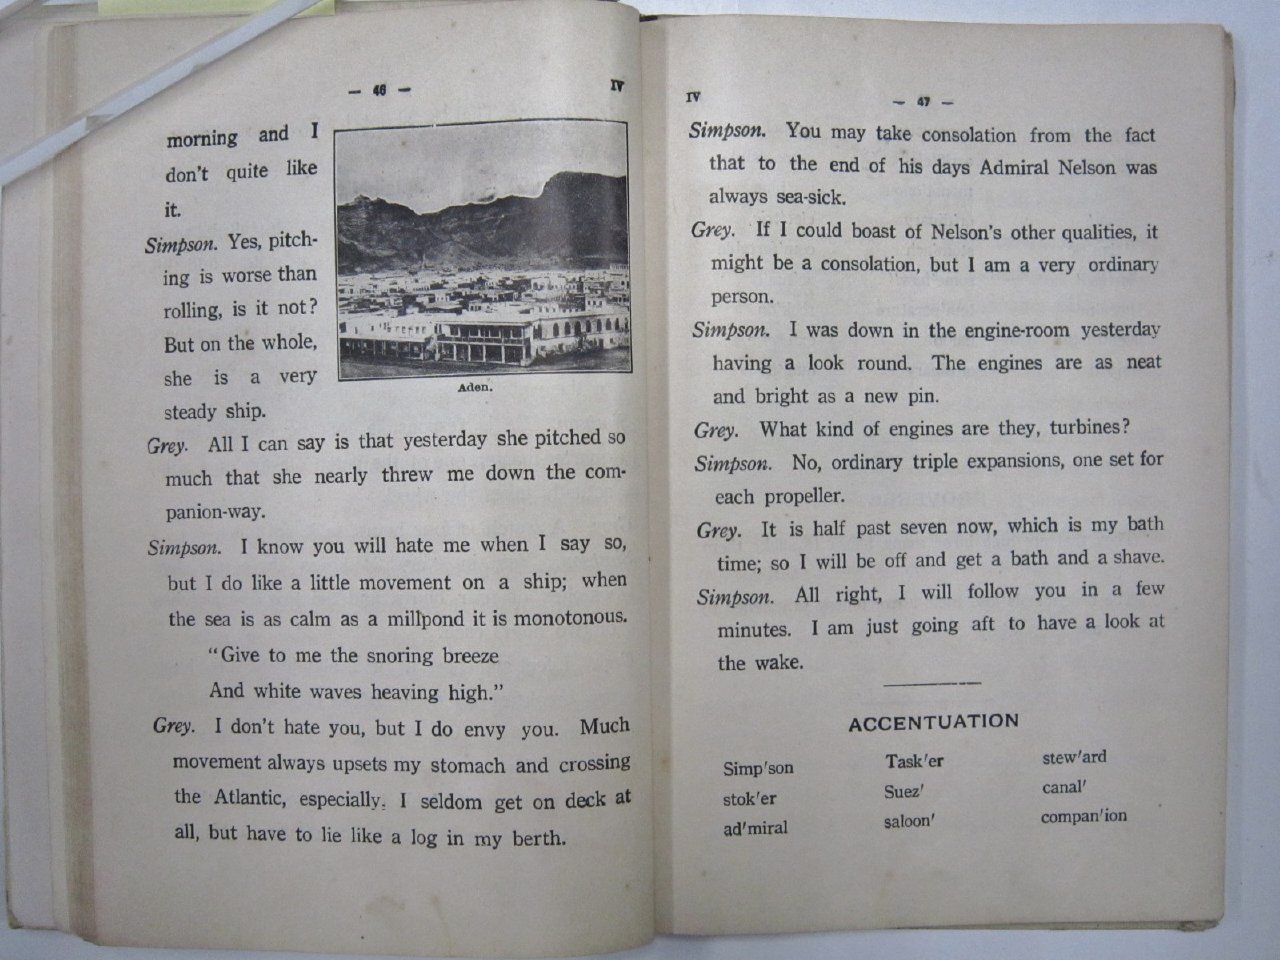 — 46 —
IV
morning and I
don't quite like
it.
Simpson. Yes, pitch-
ing is worse than
rolling, is it not?
But on the whole,
she is a very
steady ship.
Aden.
Grey. All I can say is that yesterday she pitched so
much that she nearly threw me down the com-
panion-way.
Simpson. I know you will hate me when I say so,
but I do like a little movement on a ship; when
the sea is as calm as a millpond it is monotonous.
"Give to me the snoring breeze
And white waves heaving high."
Grey. I don't hate you, but I do envy you. Much
movement always upsets my stomach and crossing
the Atlantic, especially. I seldom get on deck at
all, but have to lie like a log in my berth.
IV
— 47 —
Simpson. You may take consolation from the fact
that to the end of his days Admiral Nelson was
always sea-sick.
Grey. If I could boast of Nelson's other qualities, it
might be a consolation, but I am a very ordinary
person.
Simpson. I was down in the engine-room yesterday
having a look round. The engines are as neat
and bright as a new pin.
Grey. What kind of engines are they, turbines?
Simpson. No, ordinary triple expansions, one set for
each propeller.
Grey. It is half past seven now, which is my bath
time; so I will be off and get a bath and a shave.
Simpson. All right, I will follow you in a few
minutes. I am just going aft to have a look at
the wake.
ACCENTUATION
Simp'son Task'er stew'ard
stok'er Suez' canal'
ad'miral saloon' compan'ion